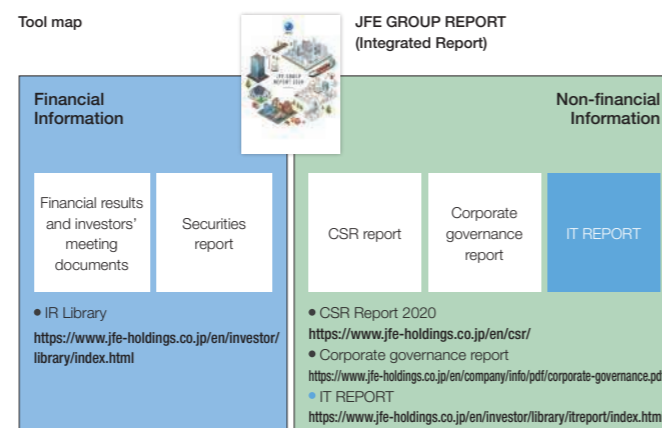 Tool map
JFE GROUP REPORT
(Integrated Report)
JFE GROUP
REPORT 2020
Financial
Information
Non-financial
Information
Financial results
and investors'
meeting
documents
Securities
report
CSR report
Corporate
governance
report
IT REPORT
• IR Library
https://www.jfe-holdings.co.jp/en/investor/
library/index.html
• CSR Report 2020
https://www.jfe-holdings.co.jp/en/csr/
• Corporate governance report
https://www.jfe-holdings.co.jp/en/company/info/pdf/corporate-governance.pd
• IT REPORT
https://www.jfe-holdings.co.jp/en/investor/library/itreport/index.htm